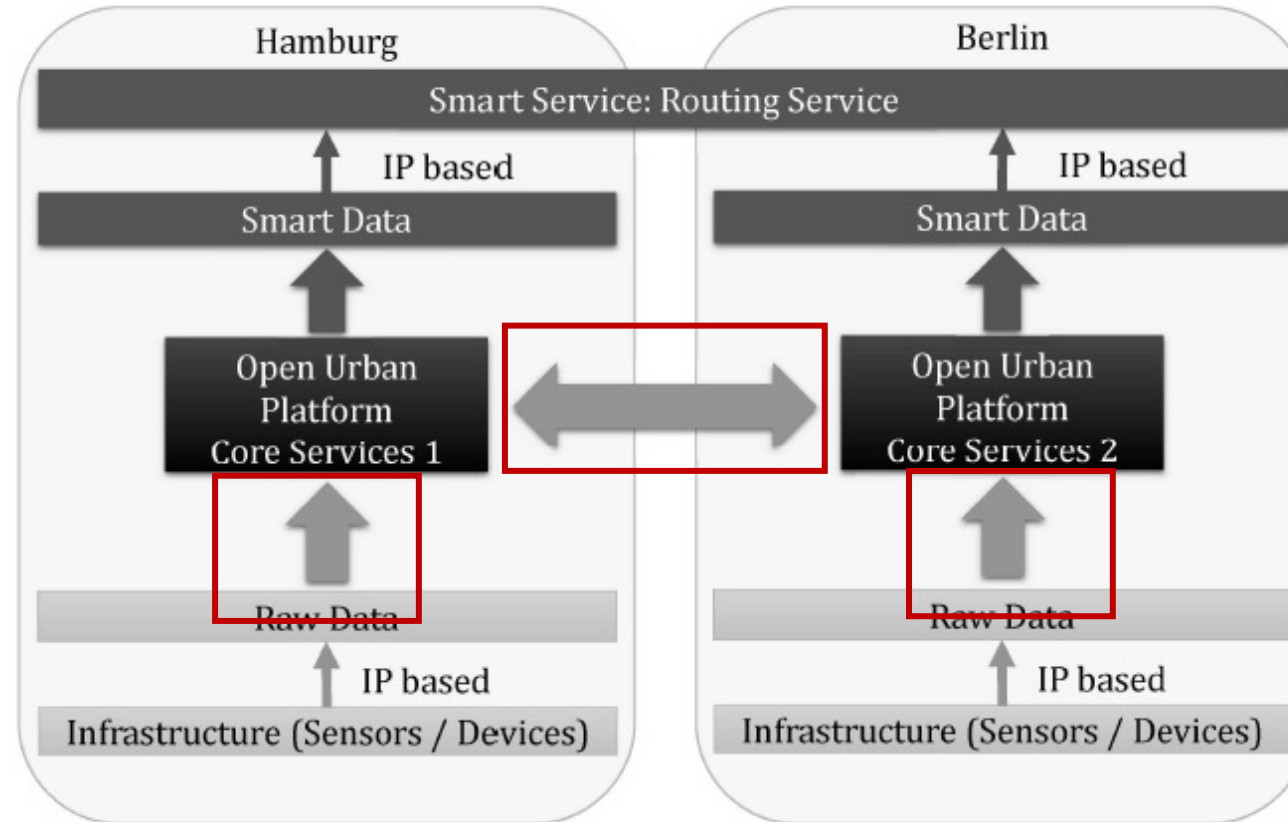 Hamburg
Berlin
Smart Service: Routing Service
IP based
IP based
Smart Data
Smart Data
Open Urban
Platform
Core Services 1
Open Urban
Platform
Core Services 2
Raw Data
Raw Data
IP based
IP based
Infrastructure (Sensors / Devices)
Infrastructure (Sensors / Devices)